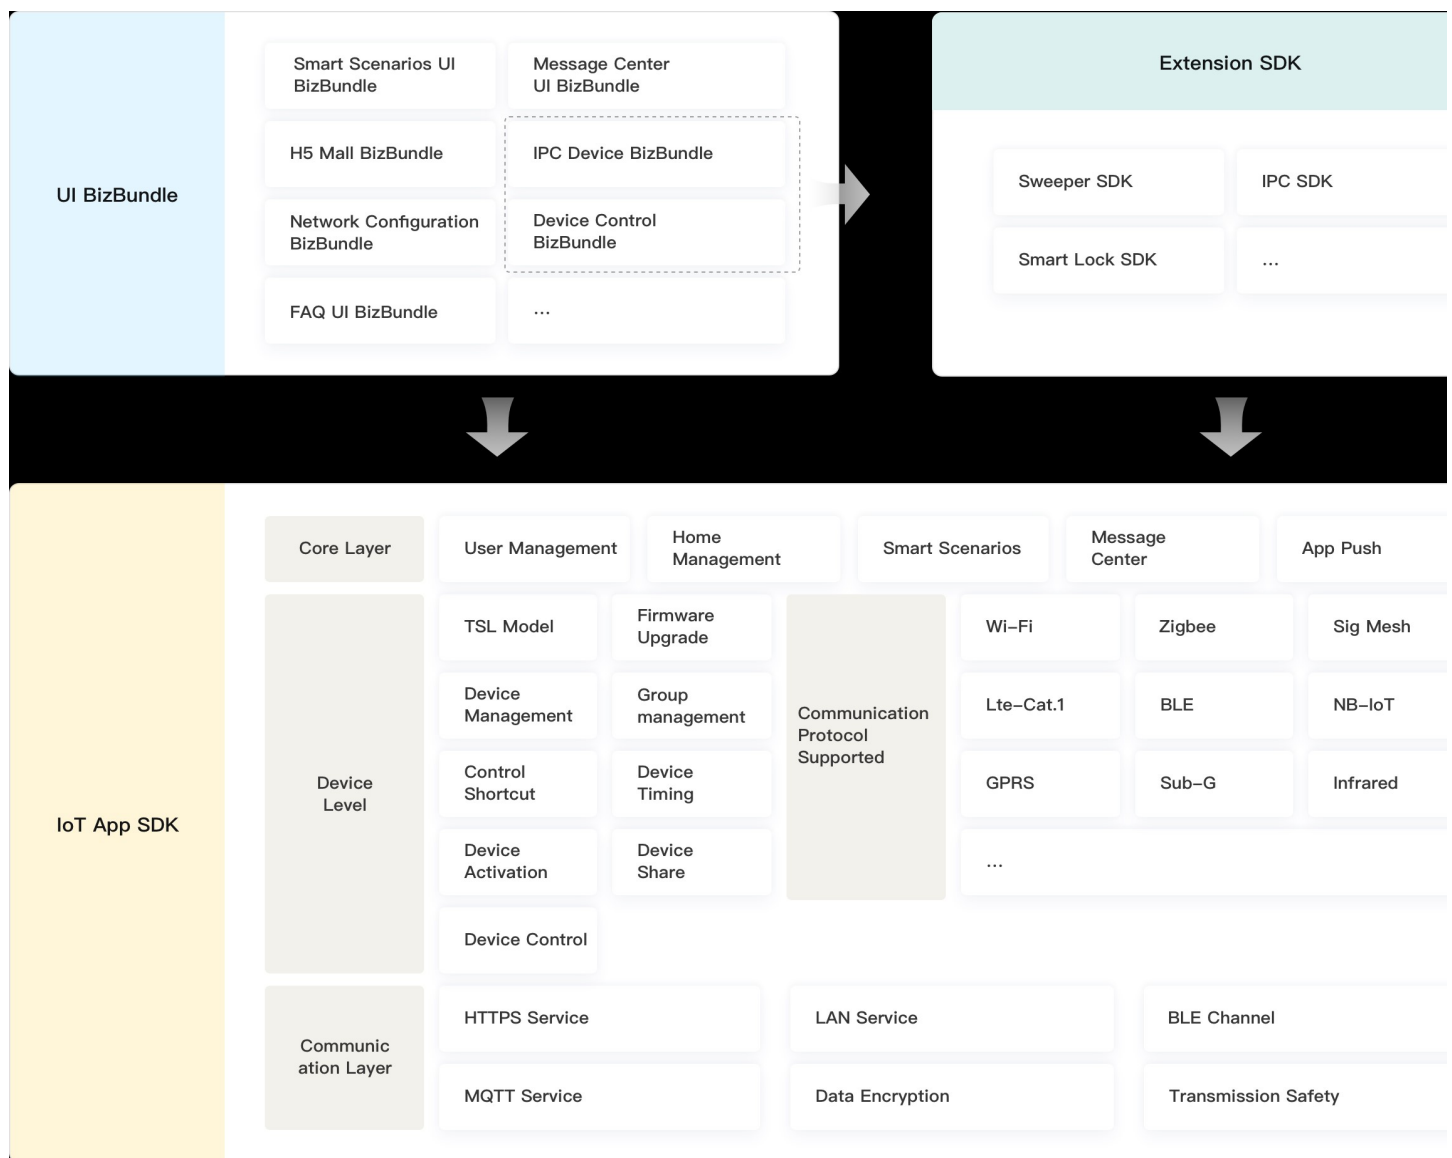 UI BizBundle
Smart Scenarios UI
BizBundle
Message Center
UI BizBundle
H5 Mall BizBundle
IPC Device BizBundle
Network Configuration
BizBundle
Device Control
BizBundle
FAQ UI BizBundle
...
Extension SDK
Sweeper SDK
IPC SDK
Smart Lock SDK
...
IoT App SDK
Core Layer
User Management
Home
Management
Smart Scenarios
Message
Center
App Push
Device
Level
TSL Model
Firmware
Upgrade
Device
Management
Group
management
Control
Shortcut
Device
Timing
Device
Activation
Device
Share
Device Control
Communication
Protocol
Supported
Wi-Fi
Zigbee
Sig Mesh
Lte-Cat.1
BLE
NB-IoT
GPRS
Sub-G
Infrared
...
Communic
ation Layer
HTTPS Service
LAN Service
BLE Channel
MQTT Service
Data Encryption
Transmission Safety